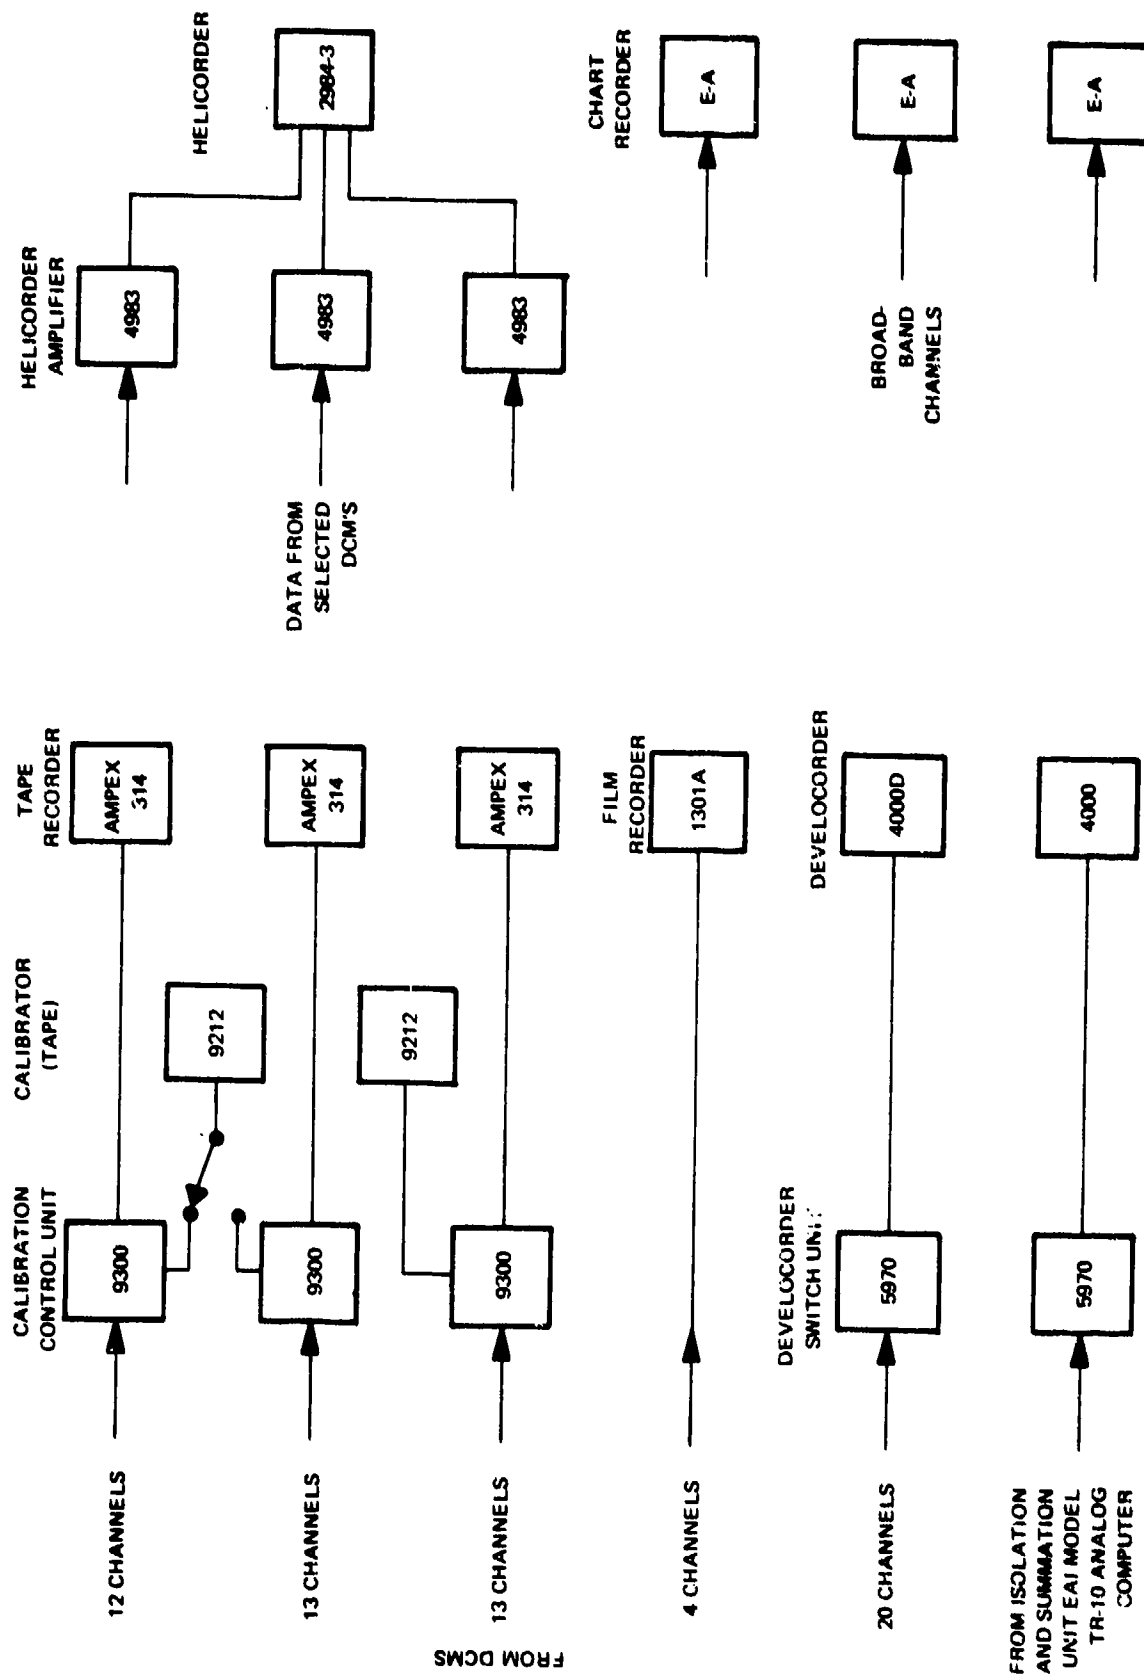 CALIBRATION
CONTROL UNIT
CALIBRATOR
(TAPE)
TAPE
RECORDER
12 CHANNELS
9300
9212
AMPEX
314
13 CHANNELS
9300
AMPEX
314
9212
13 CHANNELS
9300
AMPEX
314
FROM DCMS
FILM
RECORDER
4 CHANNELS
1301A
DEVELOCORDER
SWITCH UNIT
DEVELOCORDER
20 CHANNELS
5970
4000D
FROM ISOLATION
AND SUMMATION
UNIT EAI MODEL
TR-10 ANALOG
COMPUTER
5970
4000
HELICORDER
AMPLIFIER
HELICORDER
4983
DATA FROM
SELECTED
DCM'S
4983
2984-3
4983
CHART
RECORDER
E-A
BROAD-
BAND
CHANNELS
E-A
E-A